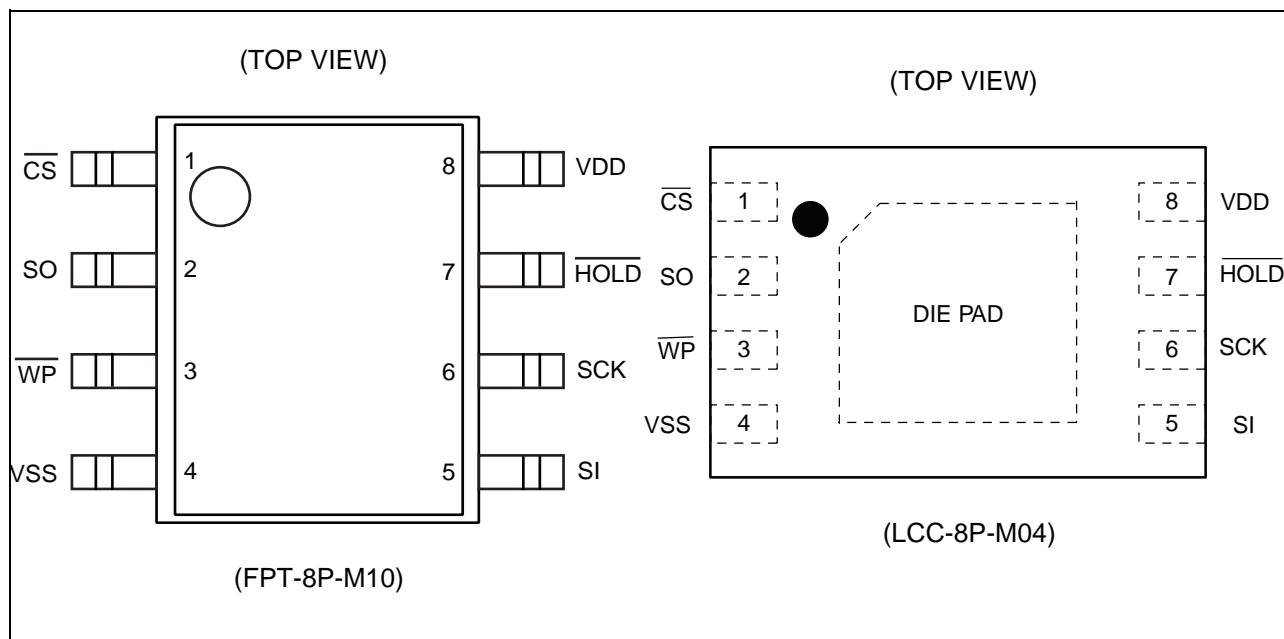 (TOP VIEW)
CS 1 8 VDD
SO 2 7 HOLD
WP 3 6 SCK
VSS 4 5 SI
(FPT-8P-M10)
(TOP VIEW)
CS 1 8 VDD
SO 2 7 HOLD
DIE PAD
WP 3 6 SCK
VSS 4 5 SI
(LCC-8P-M04)